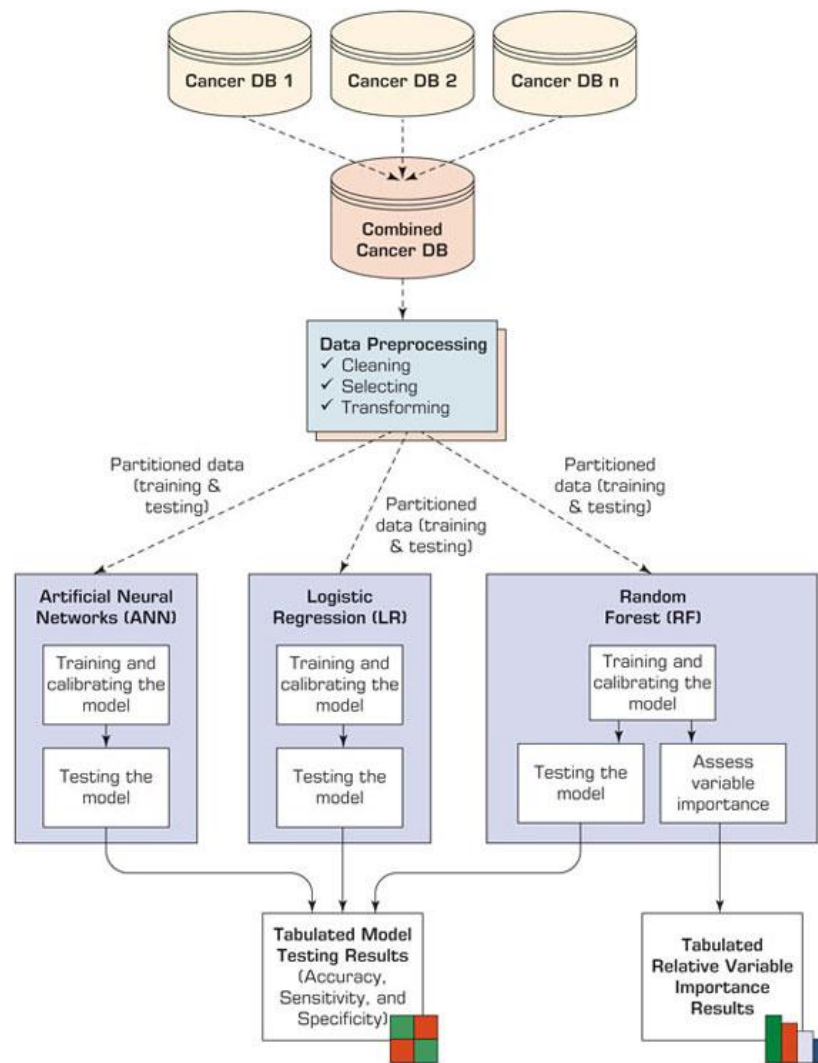 Cancer DB 1
Cancer DB 2
Cancer DB n
Combined
Cancer DB
Data Preprocessing
✓ Cleaning
✓ Selecting
✓ Transforming
Partitioned data
(training &
testing)
Partitioned
data (training
& testing)
Partitioned
data (training
& testing)
Artificial Neural
Networks (ANN)
Training and
calibrating the
model
Testing the
model
Logistic
Regression (LR)
Training and
calibrating the
model
Testing the
model
Random
Forest (RF)
Training and
calibrating the
model
Testing the
model
Assess
variable
importance
Tabulated Model
Testing Results
(Accuracy,
Sensitivity, and
Specificity)
Tabulated
Relative Variable
Importance
Results